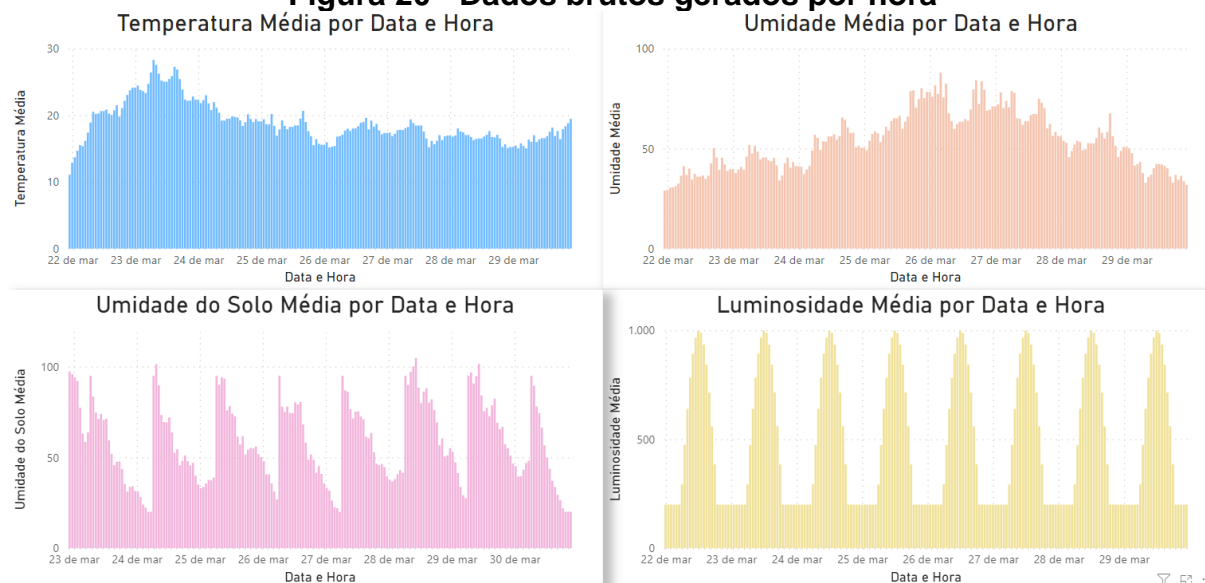 Figura 20 - Dados brutos gerados por hora
Temperatura Média por Data e Hora
30
20
10
0
Temperatura Média
22 de mar 23 de mar 24 de mar 25 de mar 26 de mar 27 de mar 28 de mar 29 de mar
Data e Hora
Umidade Média por Data e Hora
100
50
0
Umidade Média
22 de mar 23 de mar 24 de mar 25 de mar 26 de mar 27 de mar 28 de mar 29 de mar
Data e Hora
Umidade do Solo Média por Data e Hora
100
50
0
Umidade do Solo Média
23 de mar 24 de mar 25 de mar 26 de mar 27 de mar 28 de mar 29 de mar 30 de mar
Data e Hora
Luminosidade Média por Data e Hora
1.000
500
0
Luminosidade Média
22 de mar 23 de mar 24 de mar 25 de mar 26 de mar 27 de mar 28 de mar 29 de mar
Data e Hora